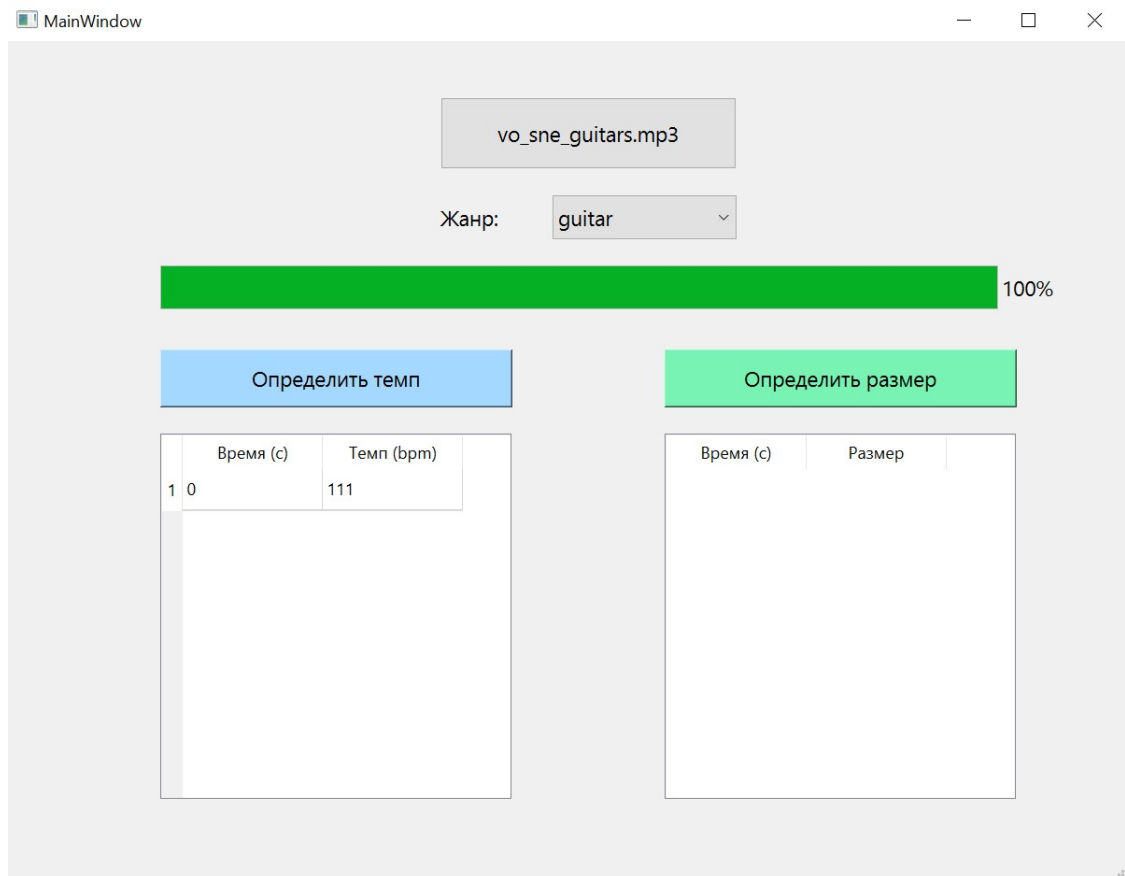 MainWindow
vo_sne_guitars.mp3
Жанр: guitar
100%
Определить темп Определить размер
Время (с) Темп (bpm) Время (с) Размер
1 0 111